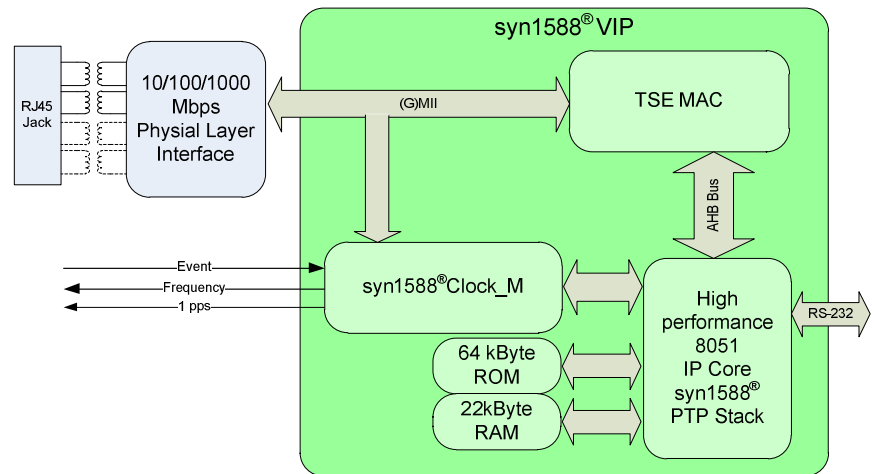 syn1588® VIP
RJ45
Jack
10/100/1000
Mbps
Physial Layer
Interface
(G)MII
TSE MAC
AHB Bus
Event
Frequency
1 pps
syn1588®Clock_M
High
performance
8051
IP Core
syn1588®
PTP Stack
RS-232
64 kByte
ROM
22kByte
RAM